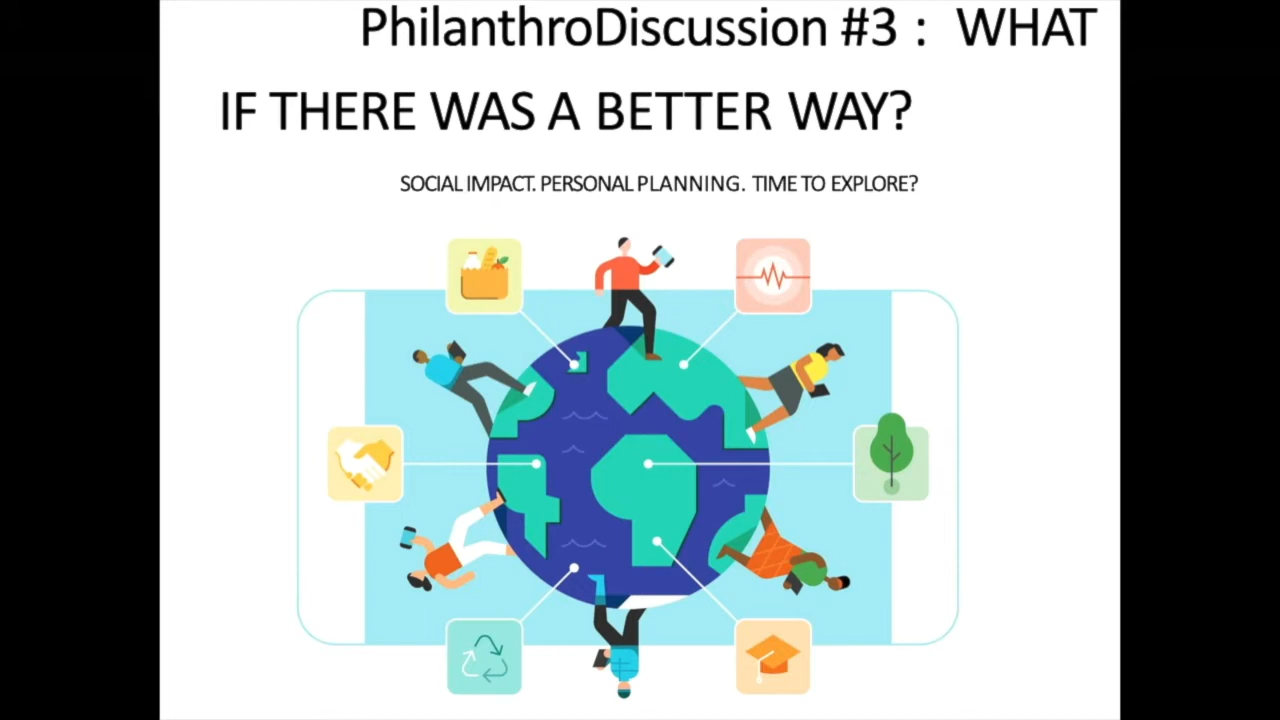 PhilanthroDiscussion #3 : WHAT
IF THERE WAS A BETTER WAY?
SOCIAL IMPACT. PERSONAL PLANNING. TIME TO EXPLORE?